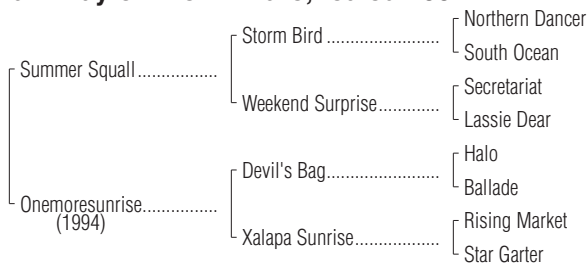 Northern Dancer
Storm Bird..................
South Ocean
Summer Squall................
Secretariat
Weekend Surprise.............
Lassie Dear
Halo
Devil's Bag.......................
Ballade
Onemoresunrise...............
(1994)
Rising Market
Xalapa Sunrise..................
Star Garter